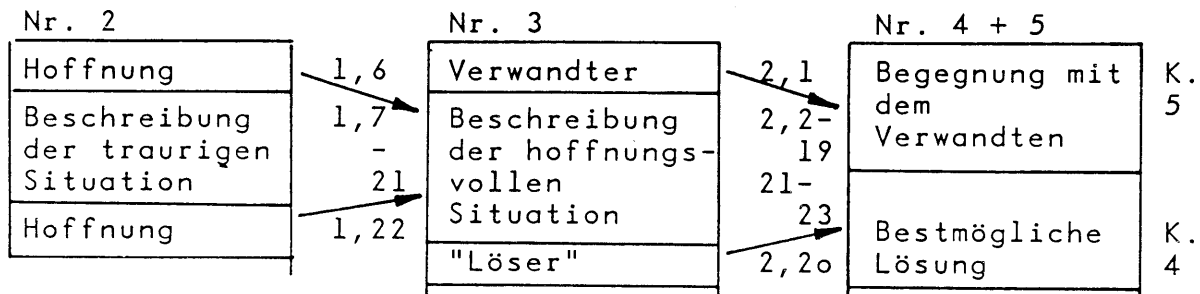 Nr. 2
Hoffnung 1,6
Beschreibung 1,7
der traurigen -
Situation 21
Hoffnung 1,22
Nr. 3
Verwandter 2,1
Beschreibung 2,2-
der hoffnungs- 19
vollen 21-
Situation 23
"Löser" 2,2o
Nr. 4 + 5
Begegnung mit K.
dem 5
Verwandten
Bestmögliche K.
Lösung 4